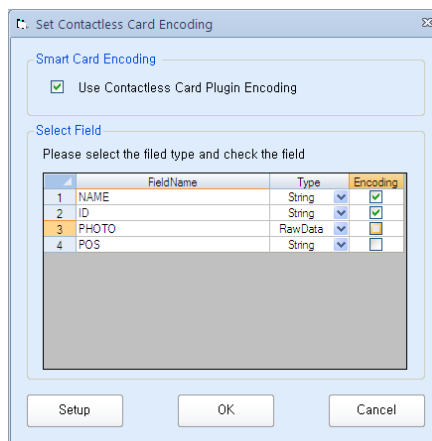 Set Contactless Card Encoding
Smart Card Encoding
Use Contactless Card Plugin Encoding
Select Field
Please select the filed type and check the field
FieldName Type Encoding
1 NAME String
2 ID String
3 PHOTO RawData
4 POS String
Setup OK Cancel